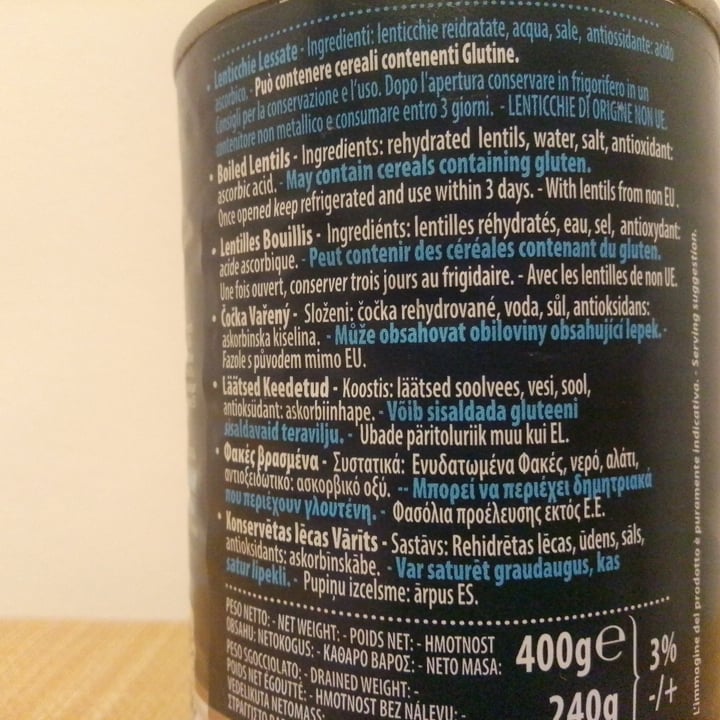 • Lenticchie Lessate - Ingredienti: lenticchie reidratate, acqua, sale, antiossidante: acido
ascorbico. - Può contenere cereali contenenti Glutine.
Consigli per la conservazione e l'uso. Dopo l'apertura conservare in frigorifero in un
contenitore non metallico e consumare entro 3 giorni. - LENTICCHIE DI ORIGINE NON UE.
• Boiled Lentils - Ingredients: rehydrated lentils, water, salt, antioxidant:
ascorbic acid. - May contain cereals containing gluten.
Once opened keep refrigerated and use within 3 days. - With lentils from non EU.
• Lentilles Bouillis - Ingrediénts: lentilles réhydratés, eau, sel, antioxydant:
acide ascorbique. - Peut contenir des céréales contenant du gluten.
Une fois ouvert, conserver trois jours au frigidaire. - Avec les lentilles de non UE.
• Čočka Vařený - Složeni: čočka rehydrované, voda, sůl, antioksidans:
askorbinska kiselina. - Může obsahovat obiloviny obsahující lepek. -
Fazole s původem mimo EU.
• Läätsed Keedetud - Koostis: läätsed soolvees, vesi, sool,
antioksüdant: askorbiinhape. - Võib sisaldada gluteeni
sisaldavaid teravilju. - Ubade päritoluriik muu kui EL.
• Φακές βρασμένα - Συστατικά: Ενυδατωμένα Φακές, νερό, αλάτι,
αντιοξειδωτικό: ασκορβικό οξύ. -- Μπορεί να περιέχει δημητριακά
που περιέχουν γλουτένη. - Φασόλια προέλευσης εκτός Ε.Ε.
• Konservētas lēcas Vārīts - Sastāvs: Rehidrētas lēcas, ūdens, sāls,
antioksidants: askorbīnskābe. - Var saturēt graudaugus, kas
satur lipekli. - Pupiņu izcelsme: ārpus ES.
PESO NETTO: - NET WEIGHT: - POIDS NET: - HMOTNOST
OBSAHU: NETOKOGUS: - ΚΑΘΑΡΟ ΒΑΡΟΣ: - NETO MASA:
400g e
PESO SGOCCIOLATO: - DRAINED WEIGHT: -
POIDS NET ÉGOUTTÉ: - HMOTNOST BEZ NÁLEVU: -
VEDELIKUTA NETOMASS:
240g
3%
-/+
L'immagine del prodotto è puramente indicativa. - Serving suggestion.